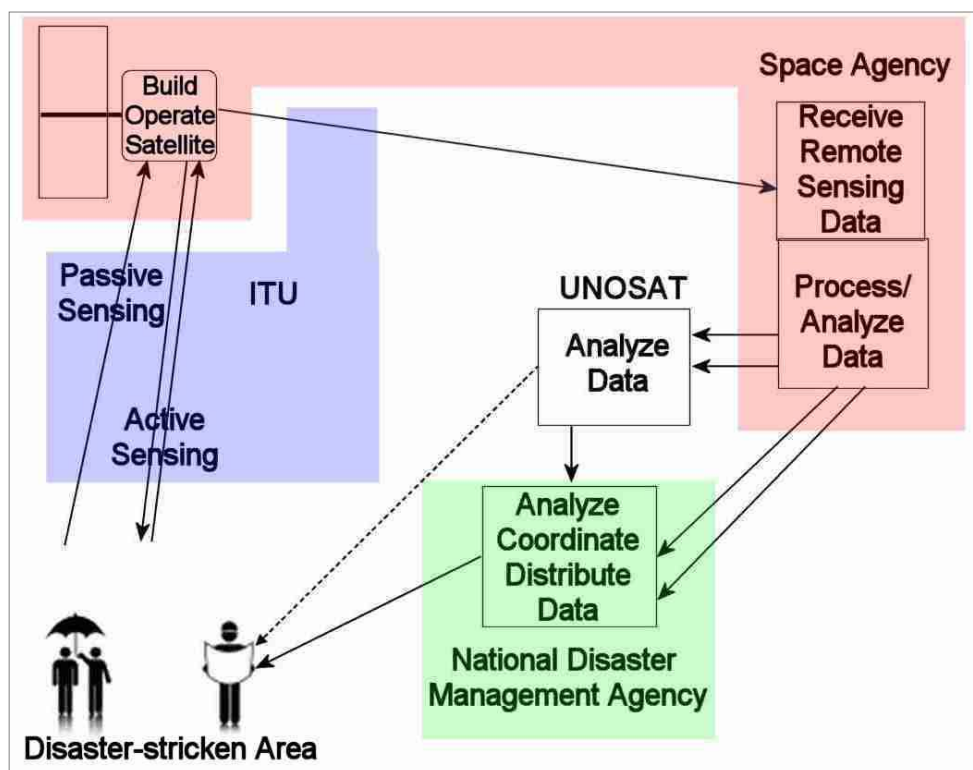 Build
Operate
Satellite
Space Agency
Receive
Remote
Sensing
Data
Passive
Sensing
ITU
UNOSAT
Process/
Analyze
Data
Analyze
Data
Active
Sensing
Analyze
Coordinate
Distribute
Data
National Disaster
Management Agency
Disaster-stricken Area